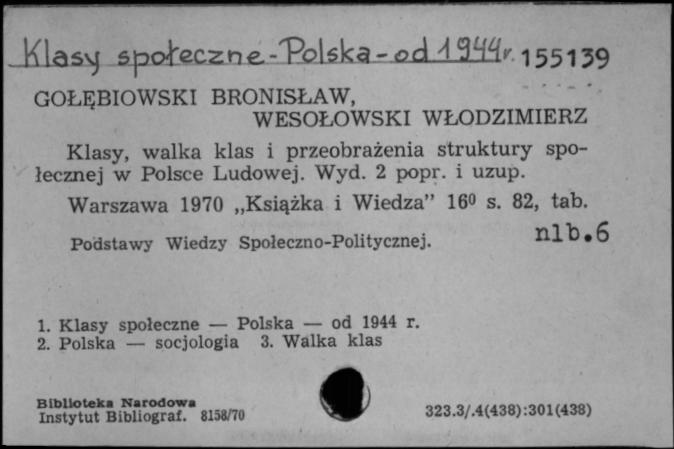 Klasy społeczne - Polska - od 1944 r. 155139
GOŁĘBIOWSKI BRONISŁAW,
WESOŁOWSKI WŁODZIMIERZ
Klasy, walka klas i przeobrażenia struktury spo-
łecznej w Polsce Ludowej. Wyd. 2 popr. i uzup.
Warszawa 1970 „Książka i Wiedza” 16⁰ s. 82, tab.
nlb.6
Podstawy Wiedzy Społeczno-Politycznej.
1. Klasy społeczne — Polska — od 1944 r.
2. Polska — socjologia 3. Walka klas
Biblioteka Narodowa
Instytut Bibliograf. 8158/70
323.3/.4(438):301(438)